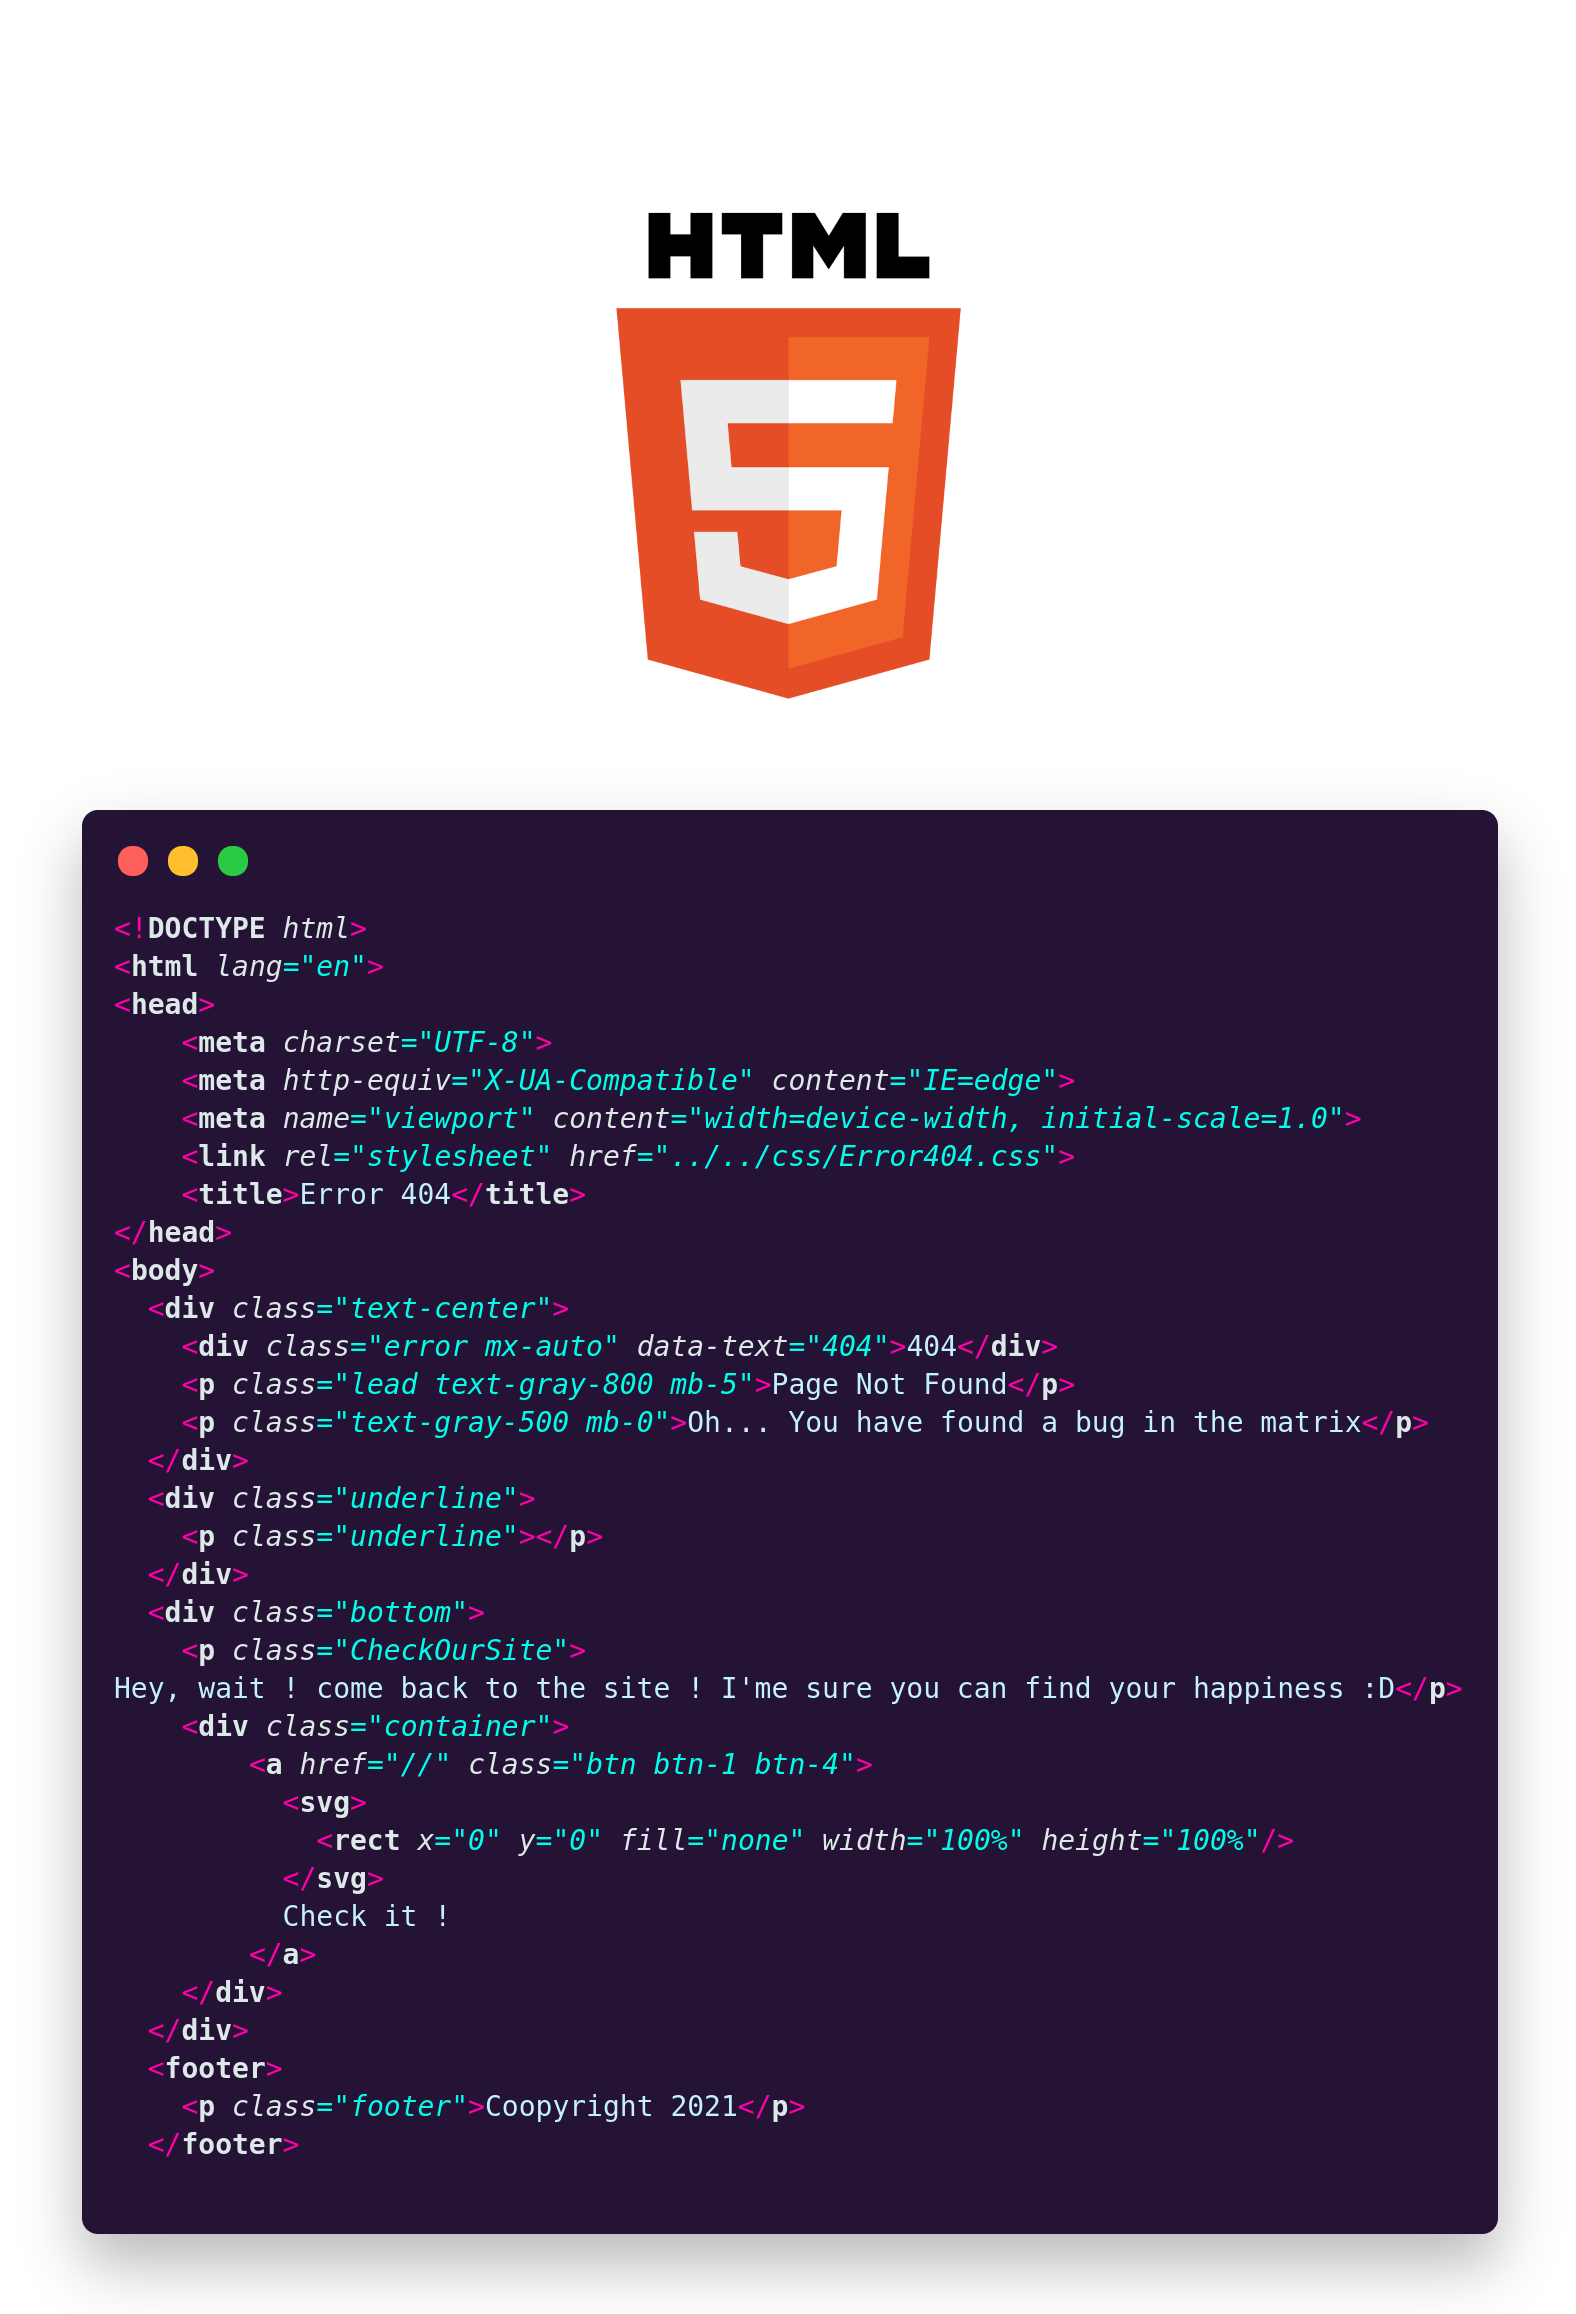 HTML
5
<!DOCTYPE html>
<html lang="en">
<head>
    <meta charset="UTF-8">
    <meta http-equiv="X-UA-Compatible" content="IE=edge">
    <meta name="viewport" content="width=device-width, initial-scale=1.0">
    <link rel="stylesheet" href="../../css/Error404.css">
    <title>Error 404</title>
</head>
<body>
  <div class="text-center">
    <div class="error mx-auto" data-text="404">404</div>
    <p class="lead text-gray-800 mb-5">Page Not Found</p>
    <p class="text-gray-500 mb-0">Oh... You have found a bug in the matrix</p>
  </div>
  <div class="underline">
    <p class="underline"></p>
  </div>
  <div class="bottom">
    <p class="CheckOurSite">
Hey, wait ! come back to the site ! I'me sure you can find your happiness :D</p>
    <div class="container">
        <a href="//" class="btn btn-1 btn-4">
          <svg>
            <rect x="0" y="0" fill="none" width="100%" height="100%"/>
          </svg>
          Check it !
        </a>
    </div>
  </div>
  <footer>
    <p class="footer">Coopyright 2021</p>
  </footer>